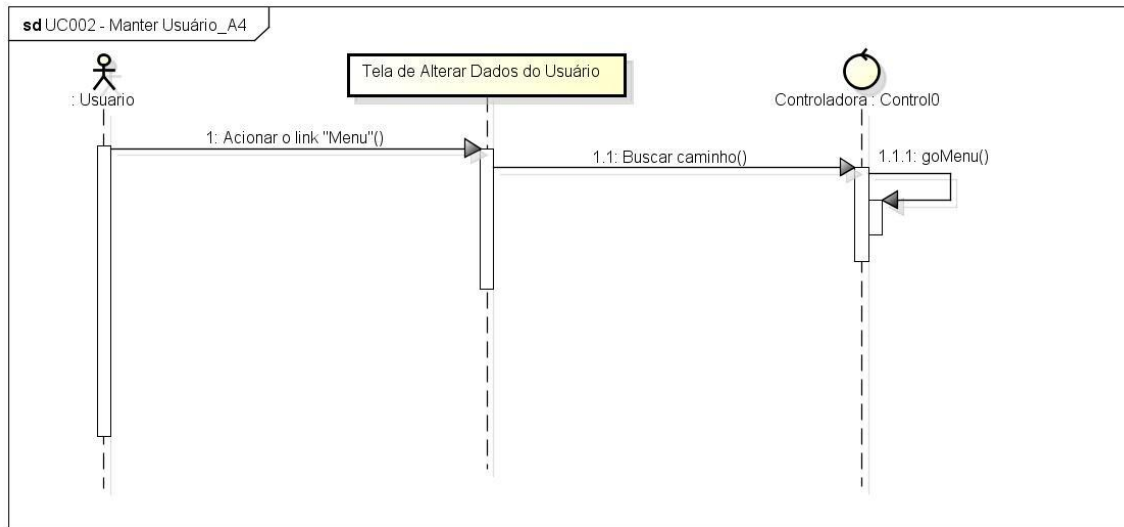 sd UC002 - Manter Usuário_A4
: Usuario
Tela de Alterar Dados do Usuário
Controladora : Control0
1: Acionar o link "Menu"()
1.1: Buscar caminho()
1.1.1: goMenu()